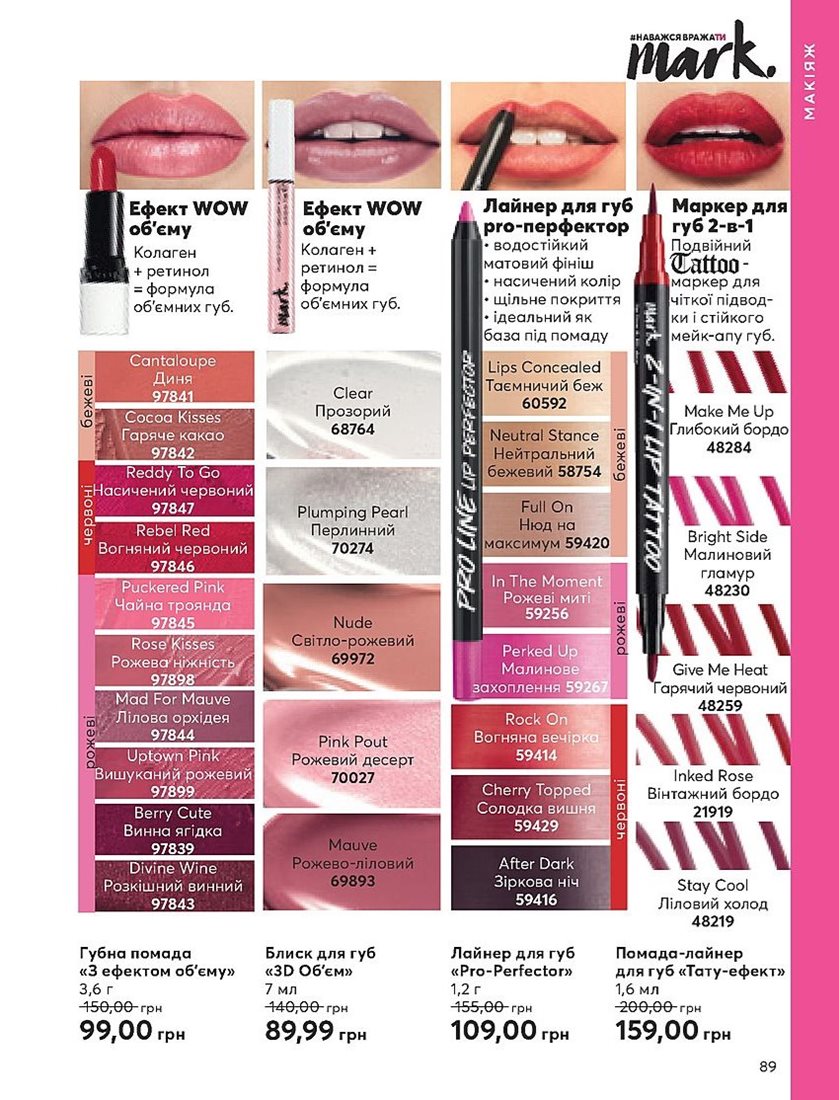 #НАВАЖСЯВРАЖАТИ
mark.
МАКІЯЖ
Ефект WOW
об'єму
Колаген
+ ретинол
= формула
об'ємних губ.
Ефект WOW
об'єму
Колаген +
ретинол =
формула
об'ємних губ.
mark.
Лайнер для губ
pro-перфектор
• водостійкий
матовий фініш
• насичений колір
• щільне покриття
• ідеальний як
база під помаду
PRO LINE LIP PERFECTOR
Маркер для
губ 2-в-1
Подвійний
Tattoo-
маркер для
чіткої підвод-
ки і стійкого
мейк-апу губ.
mark. 2-IN-1 LIP TATTOO
бежеві
Cantaloupe
Диня
97841
Cocoa Kisses
Гаряче какао
97842
червоні
Reddy To Go
Насичений червоний
97847
Rebel Red
Вогняний червоний
97846
рожеві
Puckered Pink
Чайна троянда
97845
Rose Kisses
Рожева ніжність
97898
Mad For Mauve
Лілова орхідея
97844
Uptown Pink
Вишуканий рожевий
97899
Berry Cute
Винна ягідка
97839
Divine Wine
Розкішний винний
97843
Clear
Прозорий
68764
Plumping Pearl
Перлинний
70274
Nude
Світло-рожевий
69972
Pink Pout
Рожевий десерт
70027
Mauve
Рожево-ліловий
69893
бежеві
Lips Concealed
Таємничий беж
60592
Neutral Stance
Нейтральний
бежевий 58754
Full On
Нюд на
максимум 59420
рожеві
In The Moment
Рожеві миті
59256
Perked Up
Малинове
захоплення 59267
червоні
Rock On
Вогняна вечірка
59414
Cherry Topped
Солодка вишня
59429
After Dark
Зіркова ніч
59416
Make Me Up
Глибокий бордо
48284
Bright Side
Малиновий
гламур
48230
Give Me Heat
Гарячий червоний
48259
Inked Rose
Вінтажний бордо
21919
Stay Cool
Ліловий холод
48219
Губна помада
«З ефектом об'єму»
3,6 г
150,00 грн
99,00 грн
Блиск для губ
«3D Об'єм»
7 мл
140,00 грн
89,99 грн
Лайнер для губ
«Pro-Perfector»
1,2 г
155,00 грн
109,00 грн
Помада-лайнер
для губ «Тату-ефект»
1,6 мл
200,00 грн
159,00 грн
89